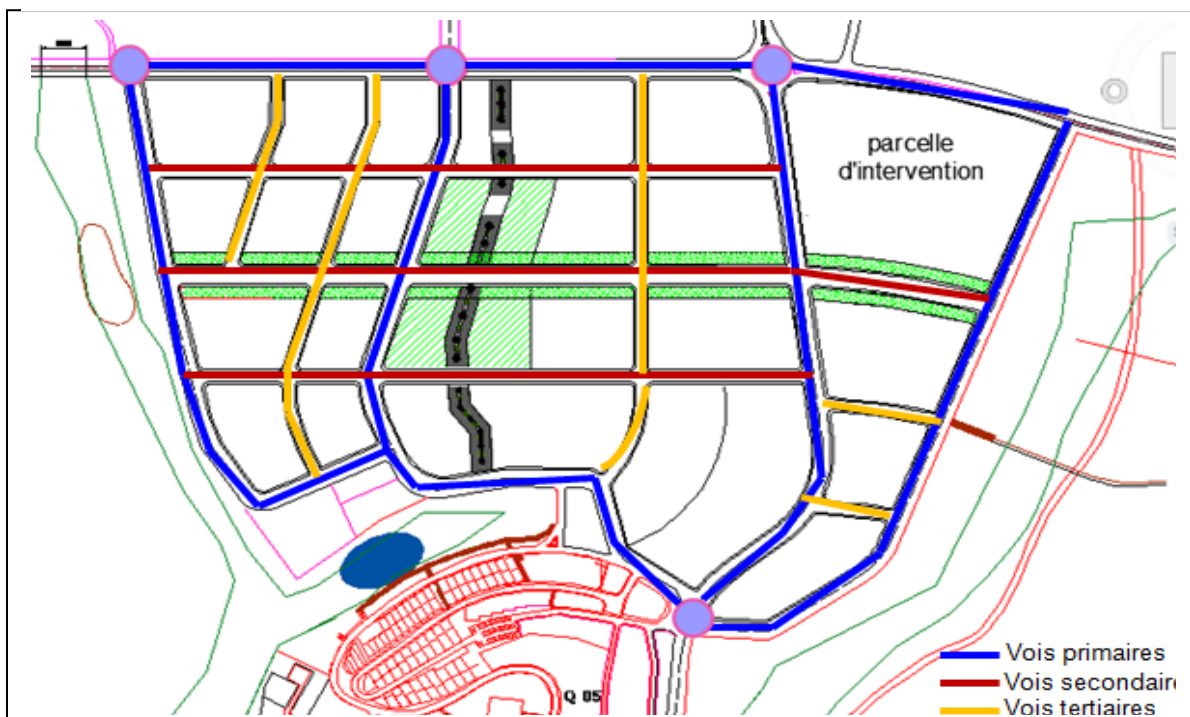 parcelle
d'intervention
Q 05
Vois primaires
Vois secondaire
Vois tertiaires